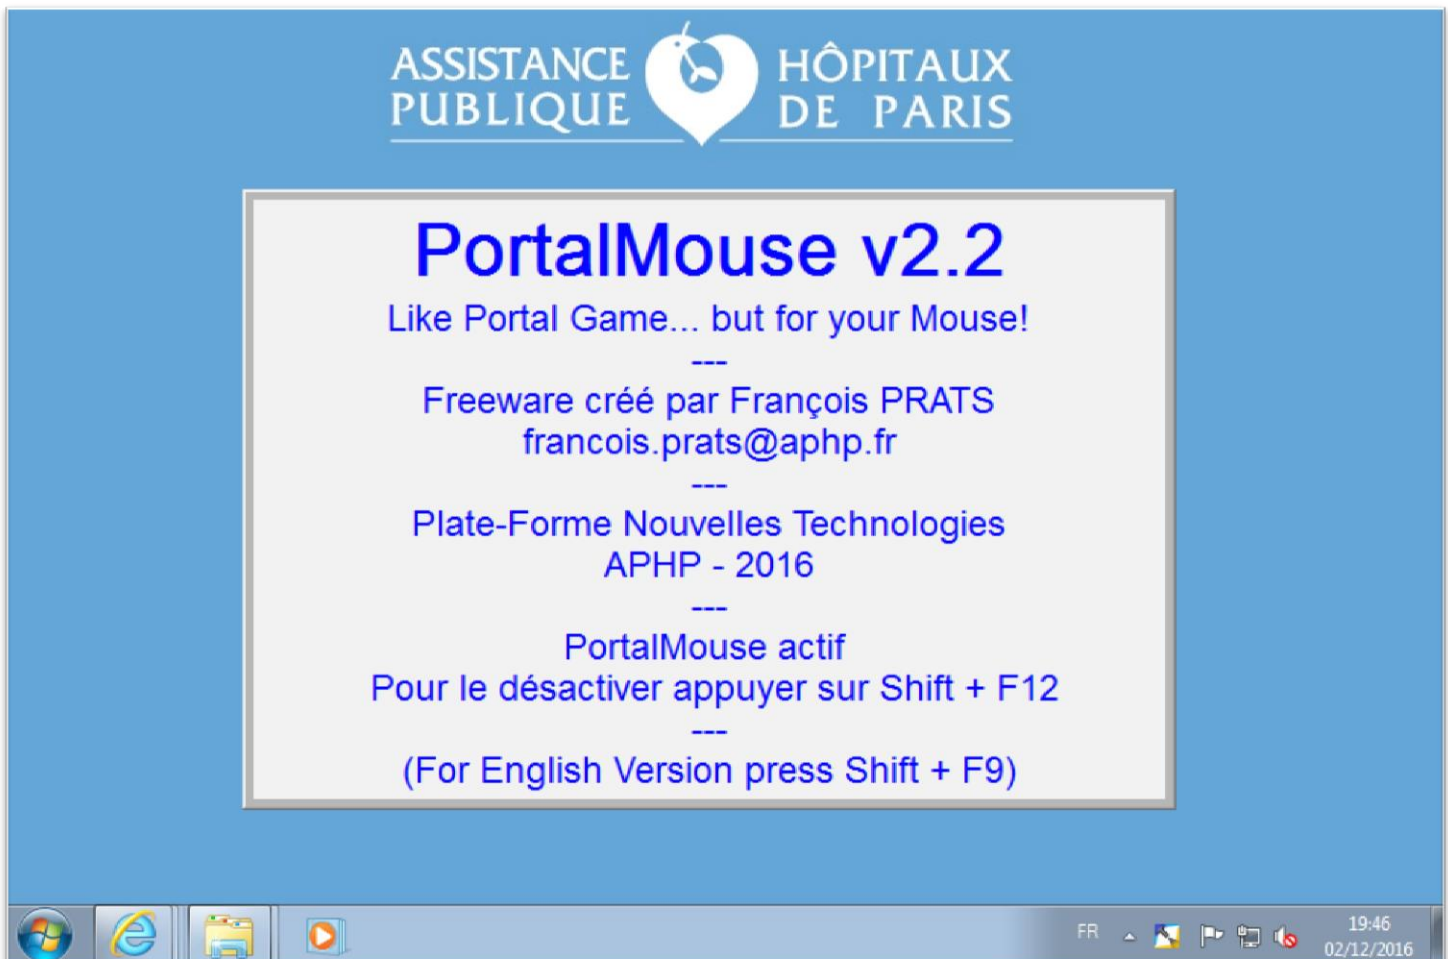 ASSISTANCE
PUBLIQUE
HÔPITAUX
DE PARIS
PortalMouse v2.2
Like Portal Game... but for your Mouse!
---
Freeware créé par François PRATS
francois.prats@aphp.fr
---
Plate-Forme Nouvelles Technologies
APHP - 2016
---
PortalMouse actif
Pour le désactiver appuyer sur Shift + F12
---
(For English Version press Shift + F9)
FR
19:46
02/12/2016